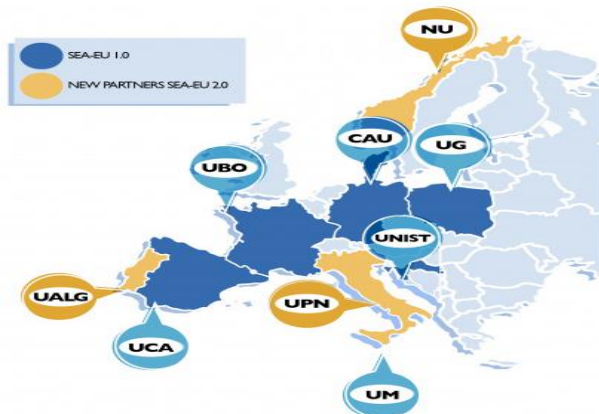 NU
SEA-EU 1.0
NEW PARTNERS SEA-EU 2.0
CAU
UG
UBO
UNIST
UALG
UPN
UCA
UM